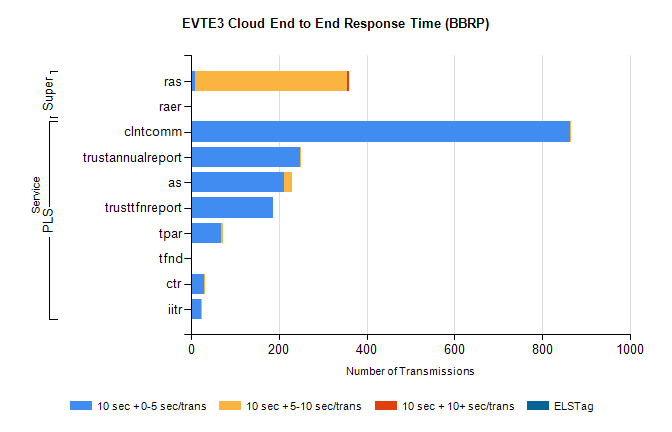 EVTE3 Cloud End to End Response Time (BBRP)
Service
Super
PLS
ras
raer
clntcomm
trustannualreport
as
trusttfnreport
tpar
tfnd
ctr
iitr
0 200 400 600 800 1000
Number of Transmissions
10 sec +0-5 sec/trans 10 sec +5-10 sec/trans 10 sec + 10+ sec/trans ELSTag